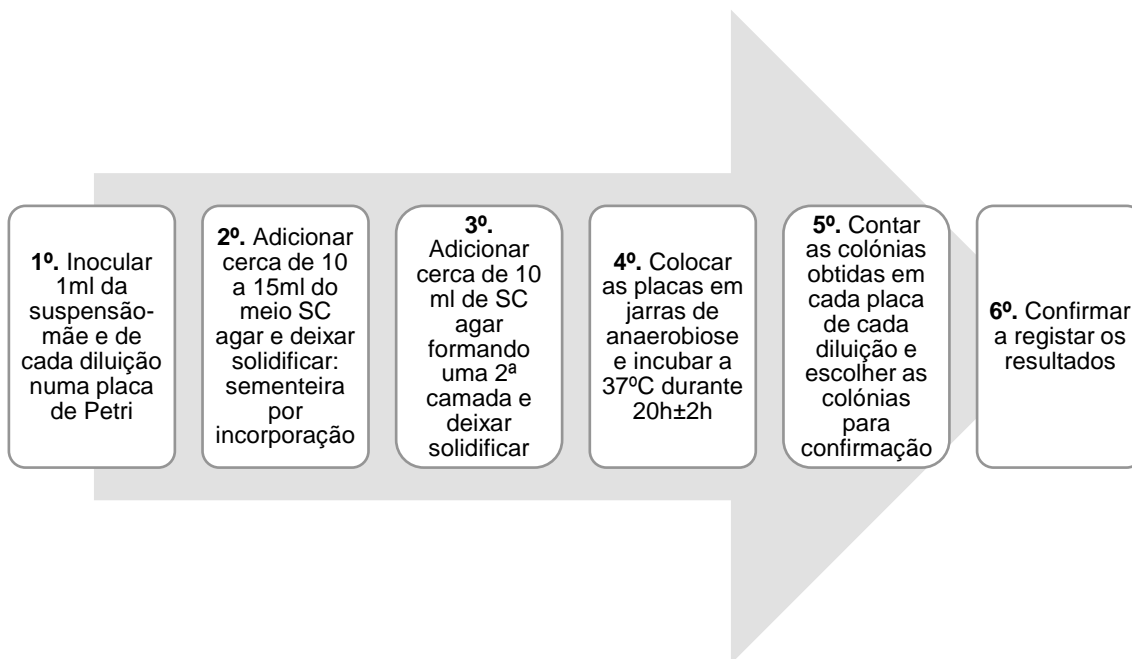 1º. Inocular
1ml da
suspensão-
mãe e de
cada diluição
numa placa
de Petri
2º. Adicionar
cerca de 10
a 15ml do
meio SC
agar e deixar
solidificar:
sementeira
por
incorporação
3º.
Adicionar
cerca de 10
ml de SC
agar
formando
uma 2ª
camada e
deixar
solidificar
4º. Colocar
as placas em
jarras de
anaerobiose
e incubar a
37ºC durante
20h±2h
5º. Contar
as colónias
obtidas em
cada placa
de cada
diluição e
escolher as
colónias
para
confirmação
6º. Confirmar
a registar os
resultados